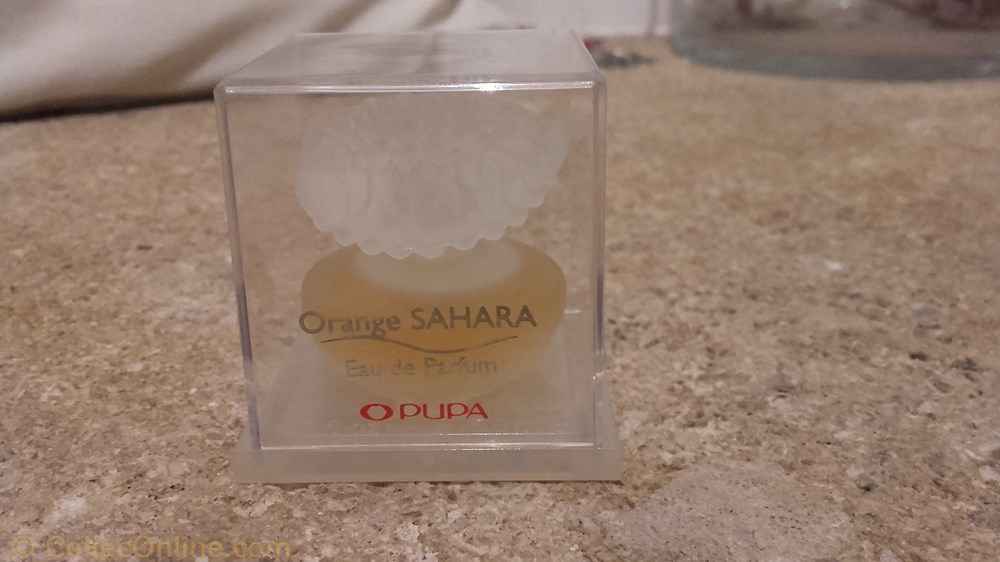 Orange SAHARA
Eau de Parfum
PUPA
© CollecOnline.com